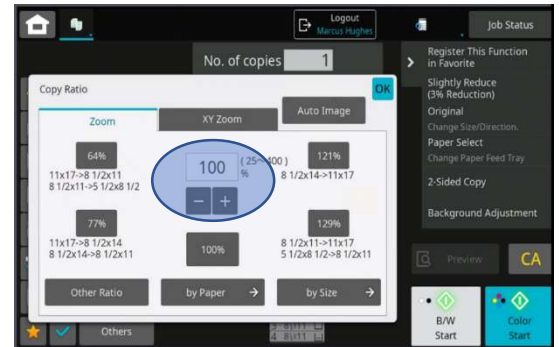 Logout
Marcus Hughes
Job Status
No. of copies 1
Register This Function
in Favorite
Slightly Reduce
(3% Reduction)
Original
Change Size/Direction.
Paper Select
Change Paper Feed Tray
2-Sided Copy
Background Adjustment
Preview
CA
B/W
Start
Color
Start
Copy Ratio
OK
Zoom
XY Zoom
Auto Image
64%
11x17->8 1/2x11
8 1/2x11->5 1/2x8 1/2
100 (25~400)
%
- +
121%
8 1/2x14->11x17
77%
11x17->8 1/2x14
8 1/2x14->8 1/2x11
100%
129%
8 1/2x11->11x17
5 1/2x8 1/2->8 1/2x11
Other Ratio
by Paper →
by Size →
Others